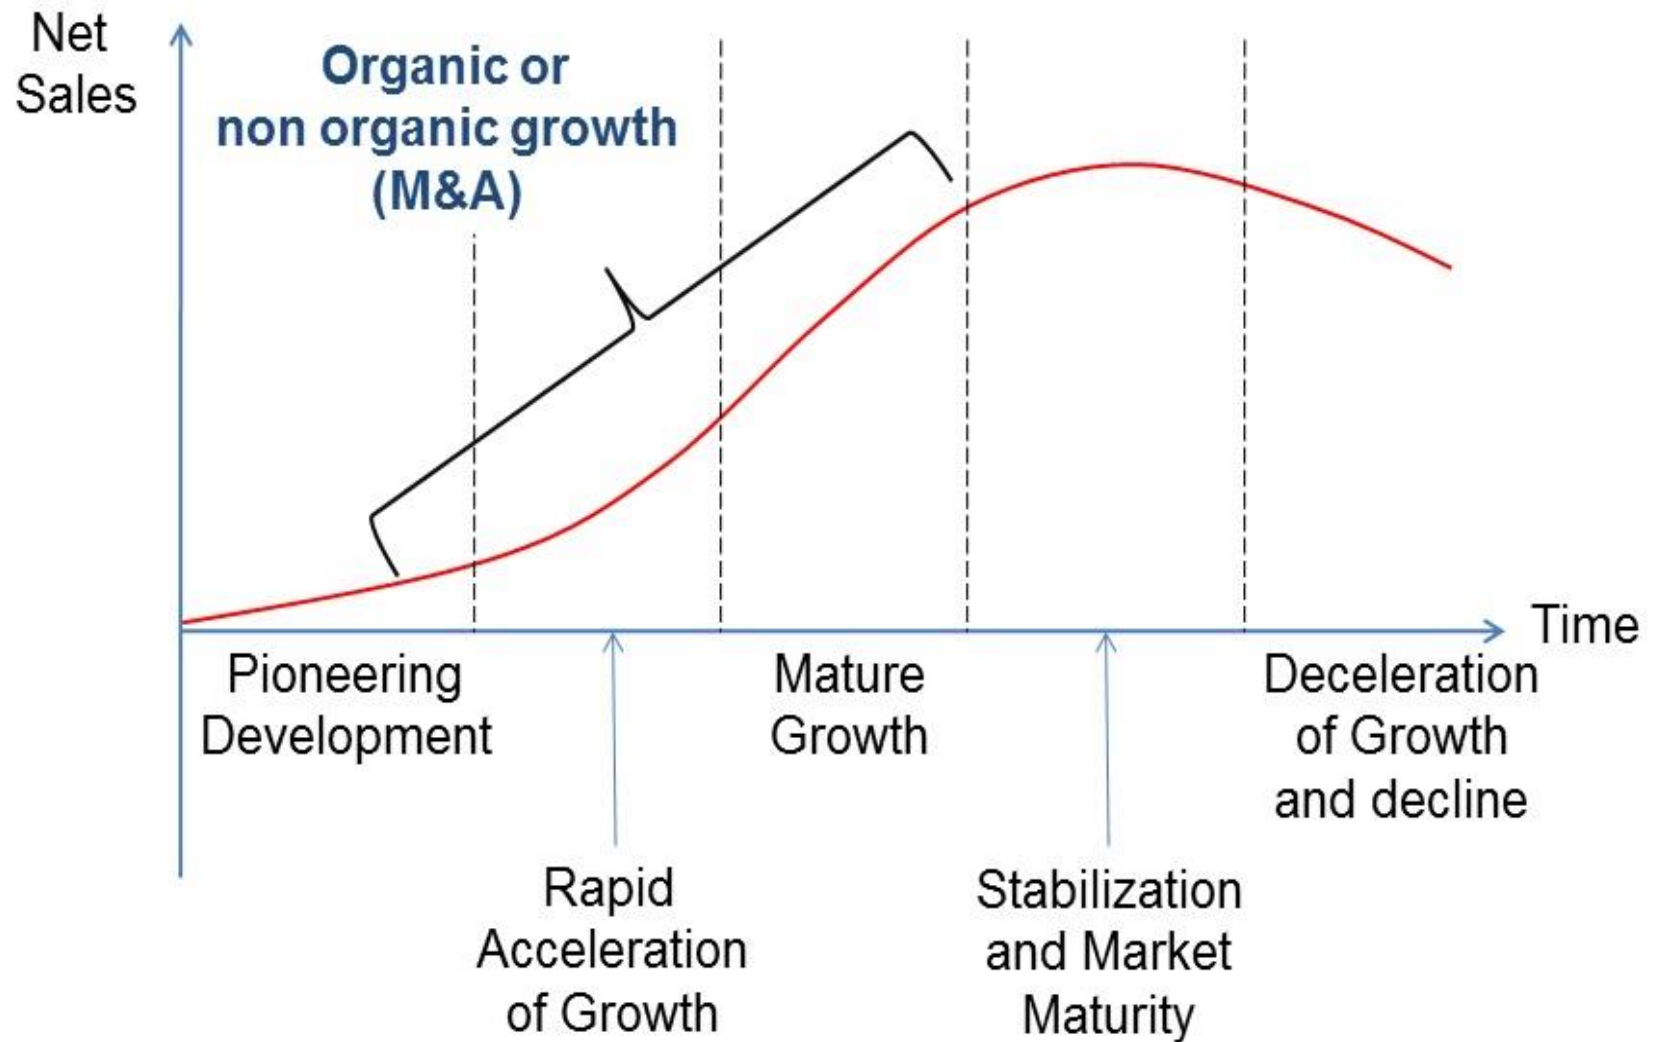 Net
Sales
Organic or
non organic growth
(M&A)
Time
Pioneering
Development
Mature
Growth
Deceleration
of Growth
and decline
Rapid
Acceleration
of Growth
Stabilization
and Market
Maturity